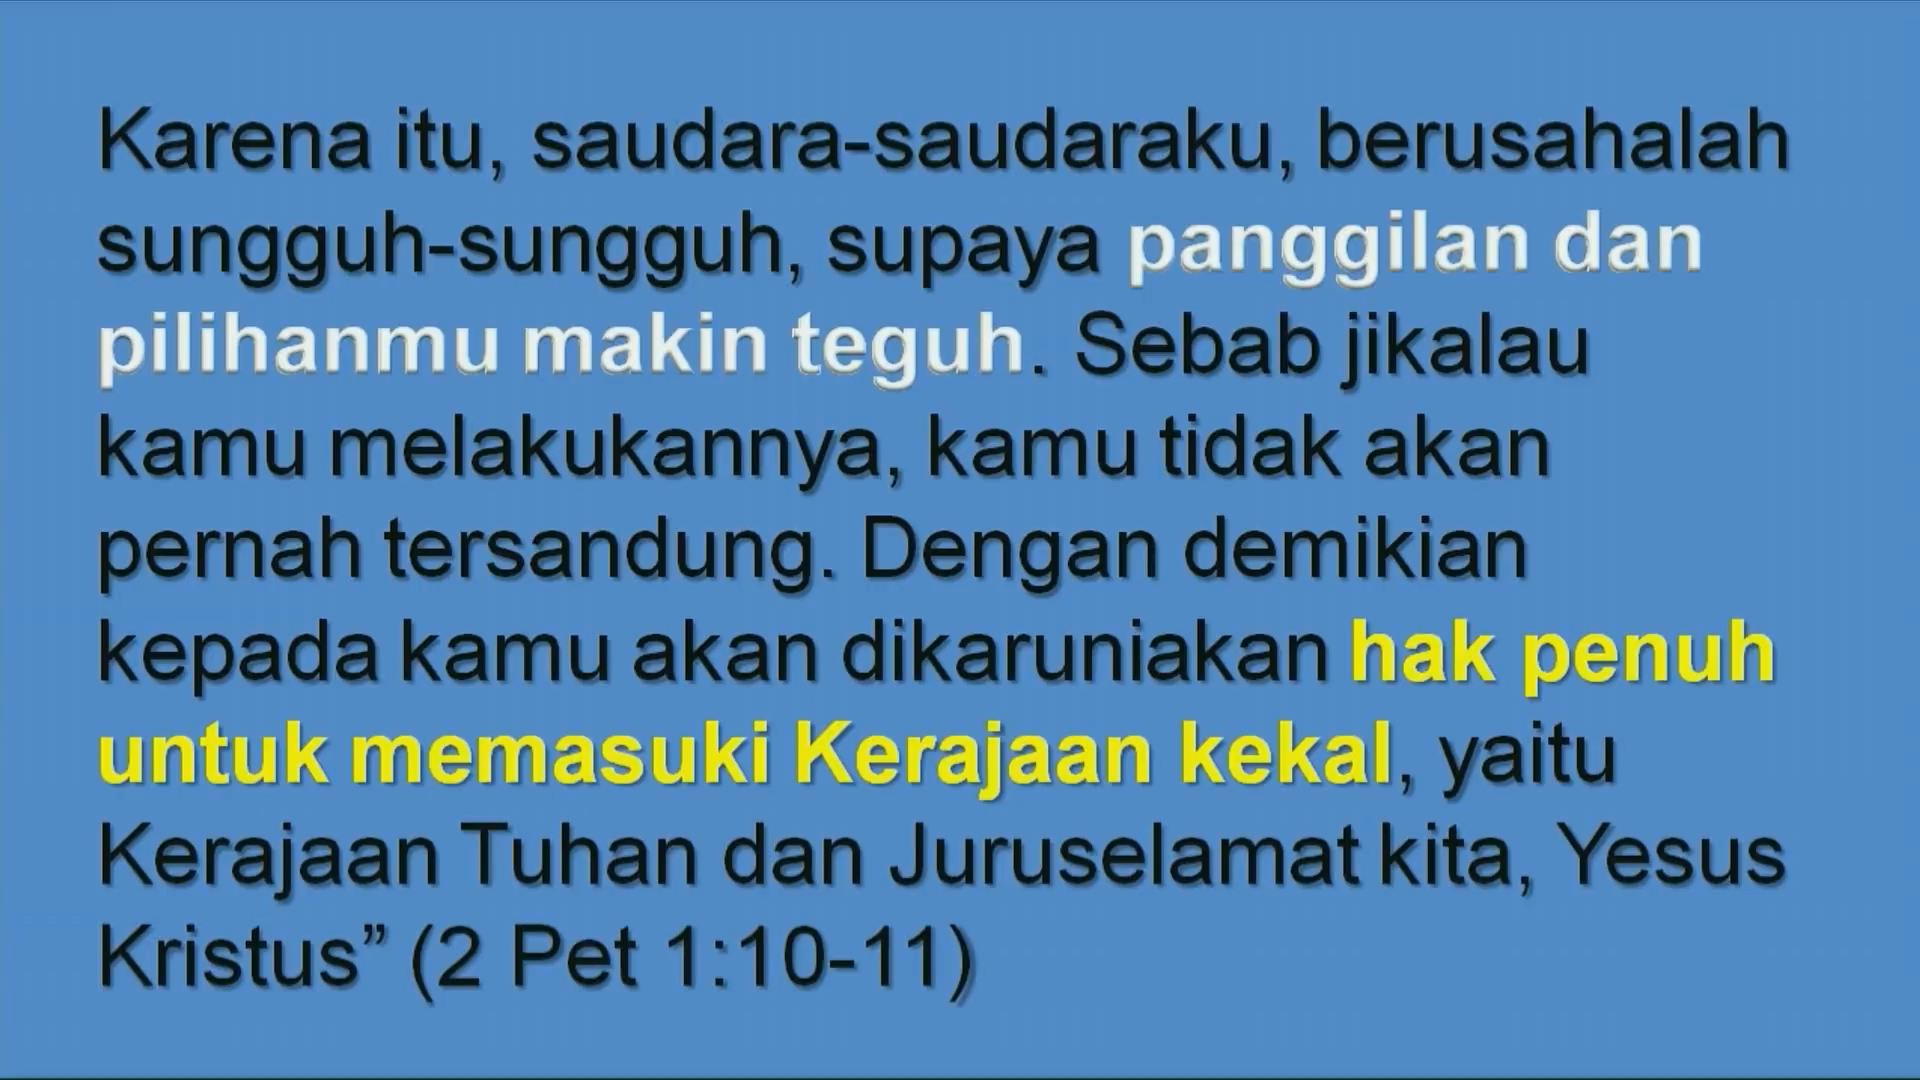 Karena itu, saudara-saudaraku, berusahalah
sungguh-sungguh, supaya panggilan dan
pilihanmu makin teguh. Sebab jikalau
kamu melakukannya, kamu tidak akan
pernah tersandung. Dengan demikian
kepada kamu akan dikaruniakan hak penuh
untuk memasuki Kerajaan kekal, yaitu
Kerajaan Tuhan dan Juruselamat kita, Yesus
Kristus” (2 Pet 1:10-11)